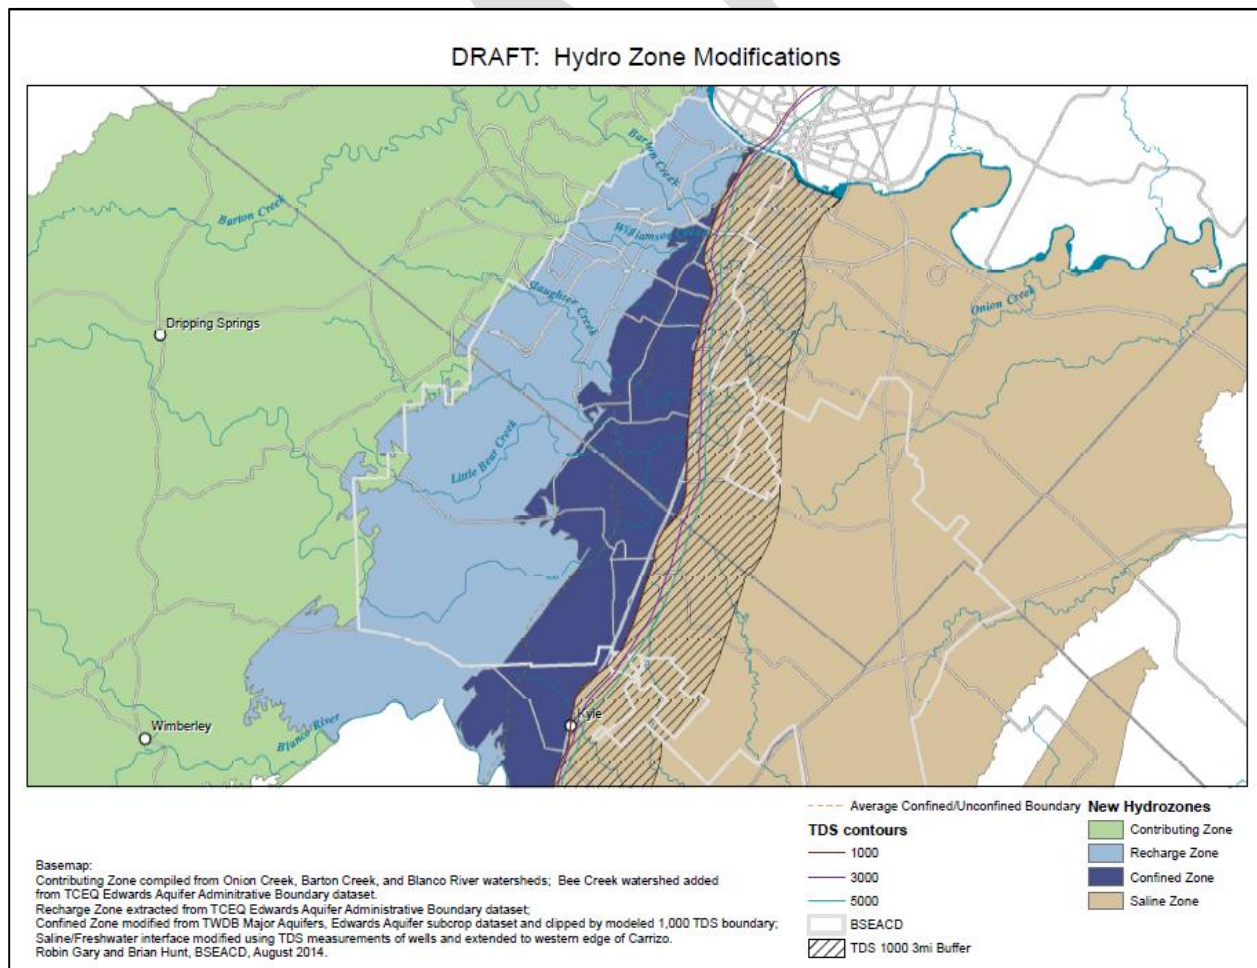 DRAFT: Hydro Zone Modifications
Barton Creek
Barton Creek
Williamson Creek
Slaughter Creek
Onion Creek
Dripping Springs
Little Bear Creek
Kyle
Wimberley
Blanco River
Average Confined/Unconfined Boundary
TDS contours
1000
3000
5000
BSEACD
TDS 1000 3mi Buffer
New Hydrozones
Contributing Zone
Recharge Zone
Confined Zone
Saline Zone
Basemap:
Contributing Zone compiled from Onion Creek, Barton Creek, and Blanco River watersheds; Bee Creek watershed added
from TCEQ Edwards Aquifer Adminitrative Boundary dataset.
Recharge Zone extracted from TCEQ Edwards Aquifer Administrative Boundary dataset;
Confined Zone modified from TWDB Major Aquifers, Edwards Aquifer subcrop dataset and clipped by modeled 1,000 TDS boundary;
Saline/Freshwater interface modified using TDS measurements of wells and extended to western edge of Carrizo.
Robin Gary and Brian Hunt, BSEACD, August 2014.